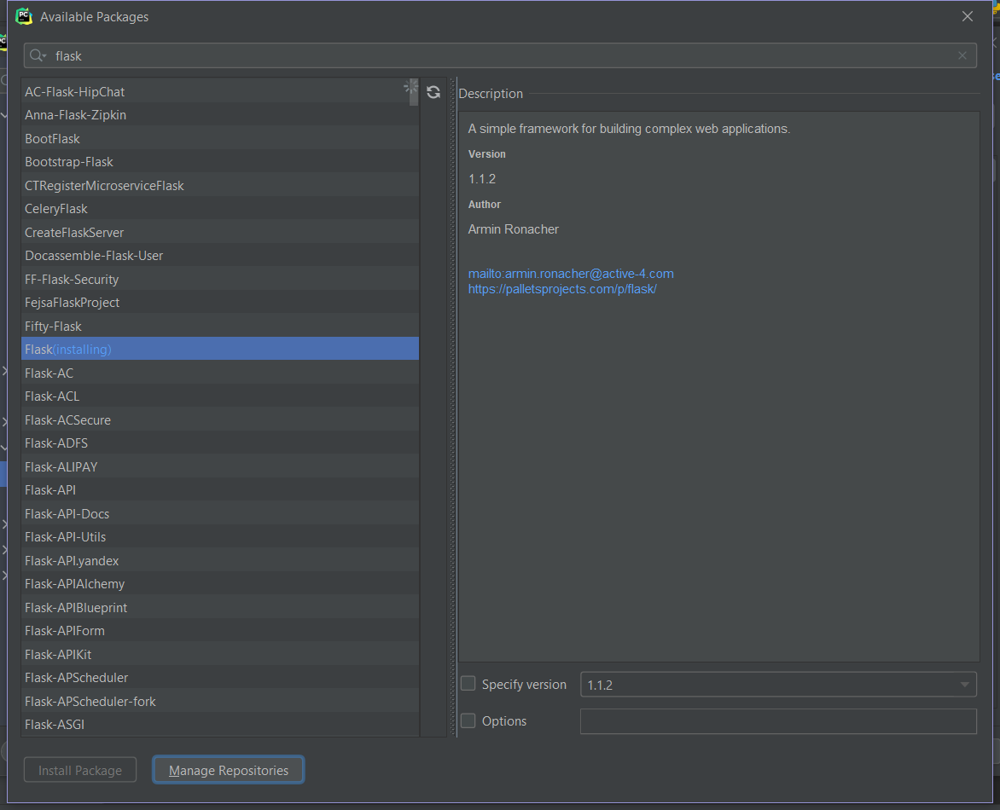 PC
Available Packages
flask
AC-Flask-HipChat
Anna-Flask-Zipkin
BootFlask
Bootstrap-Flask
CTRegisterMicroserviceFlask
CeleryFlask
CreateFlaskServer
Docassemble-Flask-User
FF-Flask-Security
FejsaFlaskProject
Fifty-Flask
Flask(installing)
Flask-AC
Flask-ACL
Flask-ACSecure
Flask-ADFS
Flask-ALIPAY
Flask-API
Flask-API-Docs
Flask-API-Utils
Flask-API.yandex
Flask-APIAlchemy
Flask-APIBlueprint
Flask-APIForm
Flask-APIKit
Flask-APScheduler
Flask-APScheduler-fork
Flask-ASGI
Description
A simple framework for building complex web applications.
Version
1.1.2
Author
Armin Ronacher
mailto:armin.ronacher@active-4.com
https://palletsprojects.com/p/flask/
Specify version
1.1.2
Options
Install Package
Manage Repositories